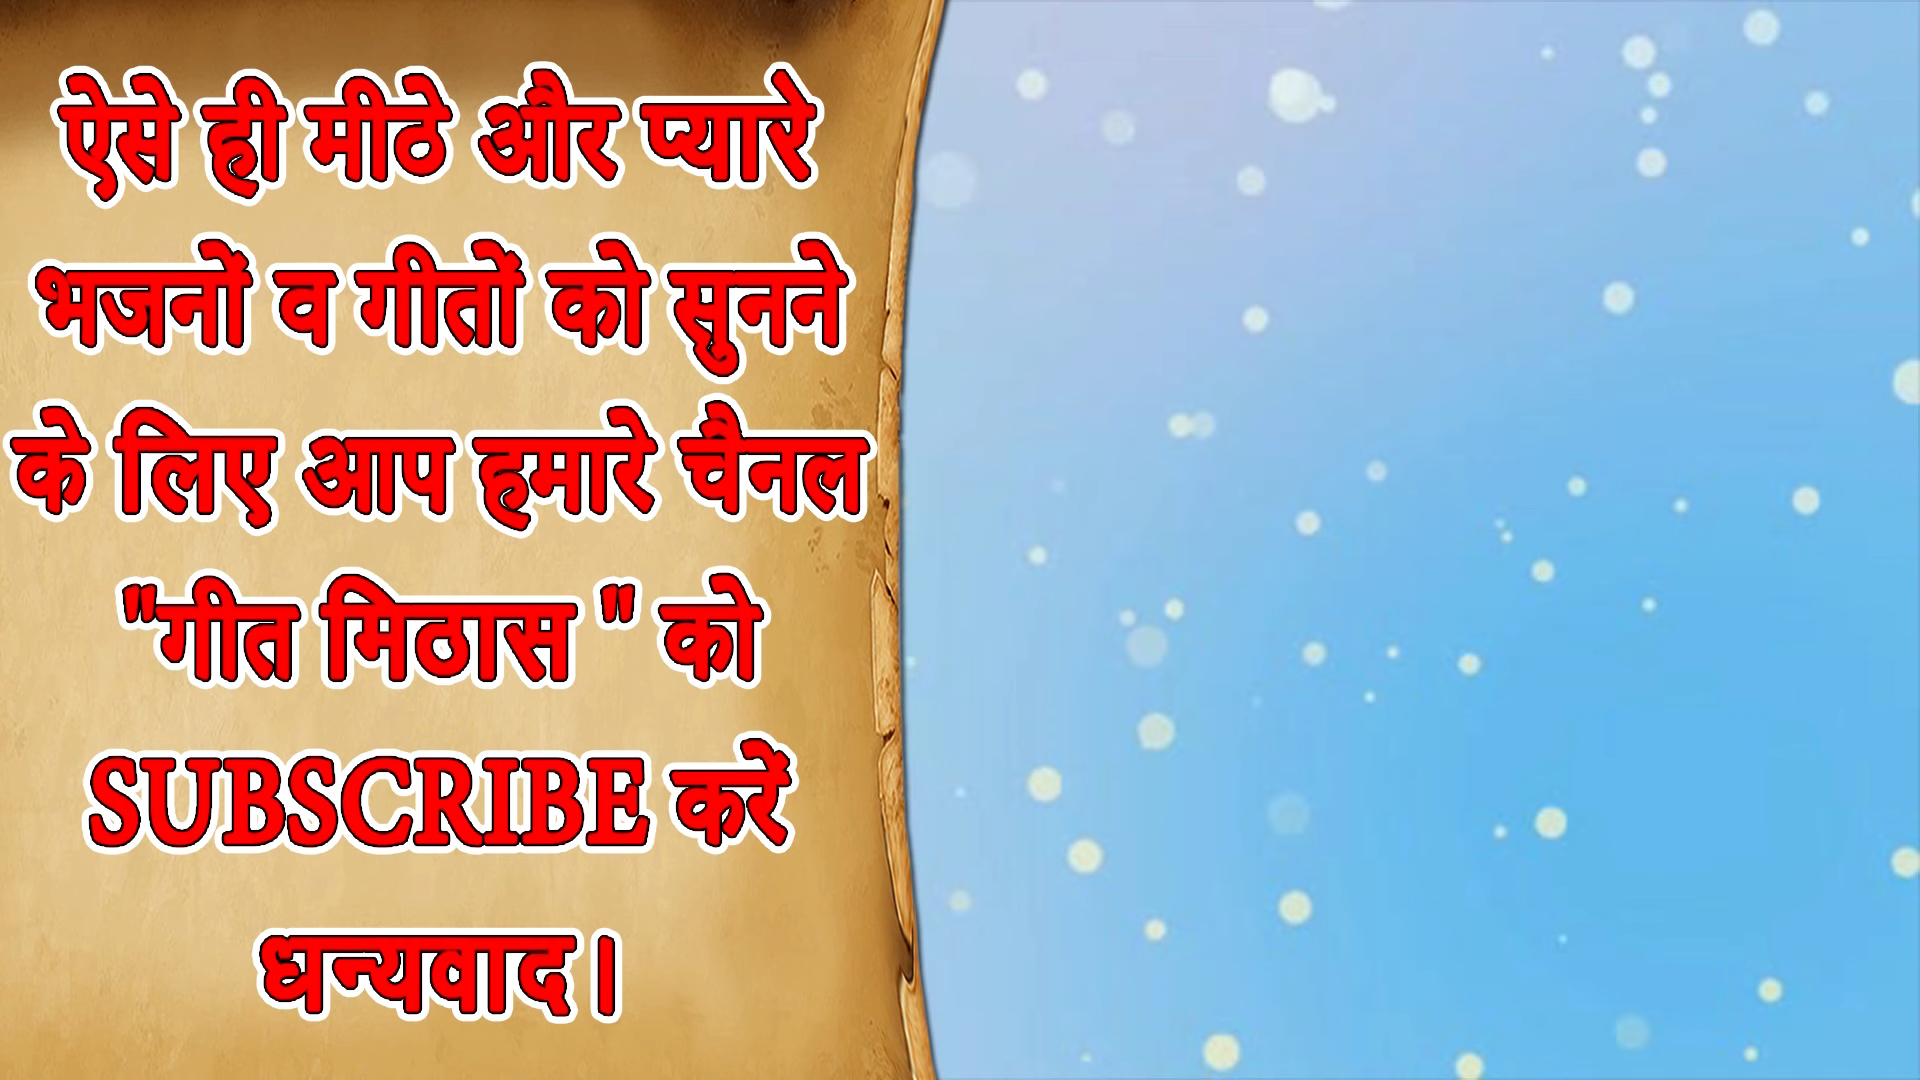 ऐसे ही मीठे और प्यारे
भजनों व गीतों को सुनने
के लिए आप हमारे चैनल
"गीत मिठास " को
SUBSCRIBE करें
धन्यवाद।